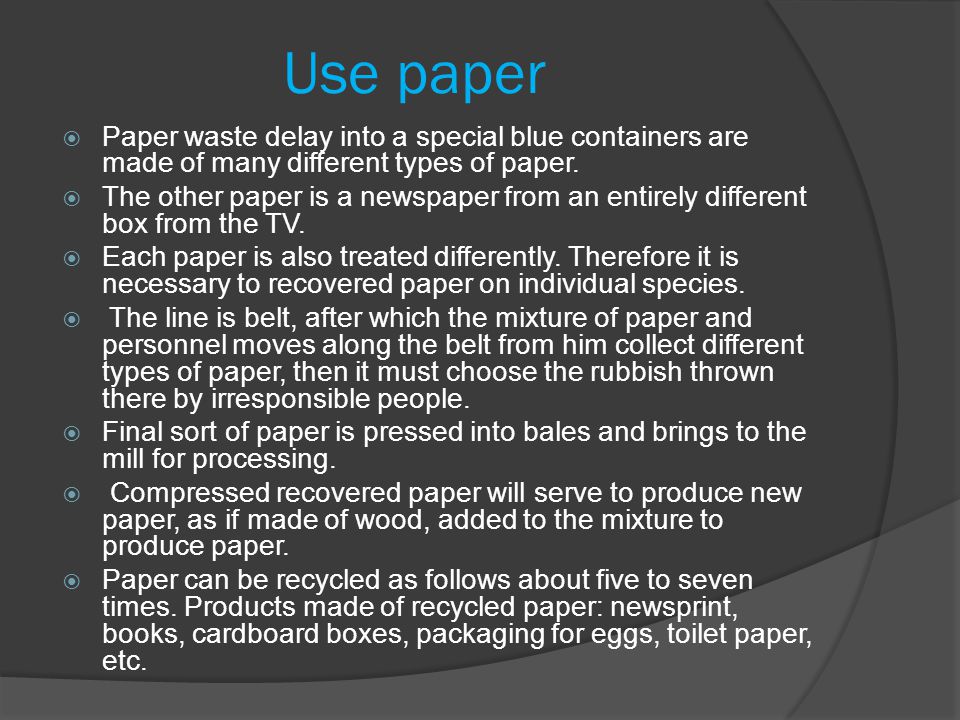 Use paper
Paper waste delay into a special blue containers are
made of many different types of paper.
The other paper is a newspaper from an entirely different
box from the TV.
Each paper is also treated differently. Therefore it is
necessary to recovered paper on individual species.
The line is belt, after which the mixture of paper and
personnel moves along the belt from him collect different
types of paper, then it must choose the rubbish thrown
there by irresponsible people.
Final sort of paper is pressed into bales and brings to the
mill for processing.
Compressed recovered paper will serve to produce new
paper, as if made of wood, added to the mixture to
produce paper.
Paper can be recycled as follows about five to seven
times. Products made of recycled paper: newsprint,
books, cardboard boxes, packaging for eggs, toilet paper,
etc.